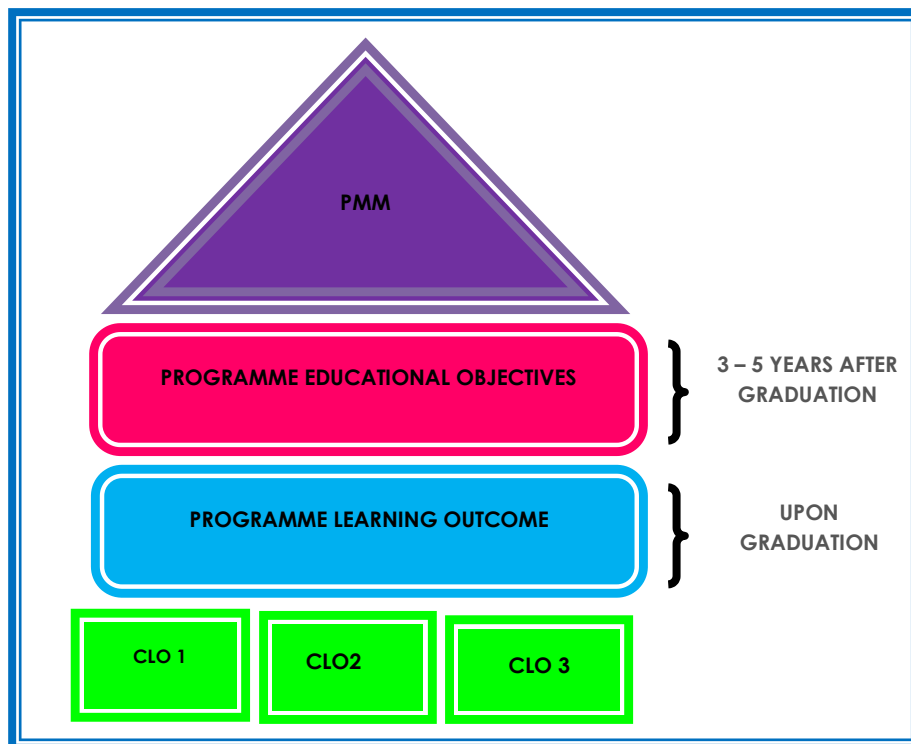 PMM
PROGRAMME EDUCATIONAL OBJECTIVES
3 – 5 YEARS AFTER
GRADUATION
PROGRAMME LEARNING OUTCOME
UPON
GRADUATION
CLO 1
CLO2
CLO 3